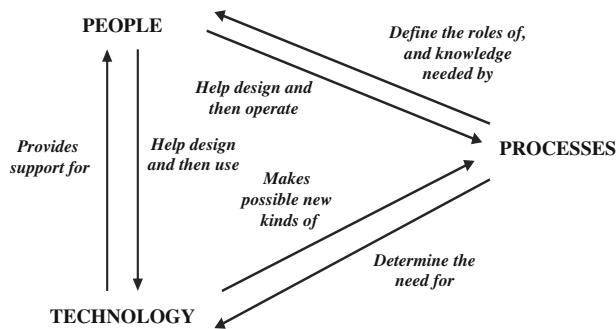 PEOPLE
Define the roles of,
and knowledge
needed by
Help design and
then operate
Provides
support for
Help design
and then use
PROCESSES
Makes
possible new
kinds of
Determine the
need for
TECHNOLOGY